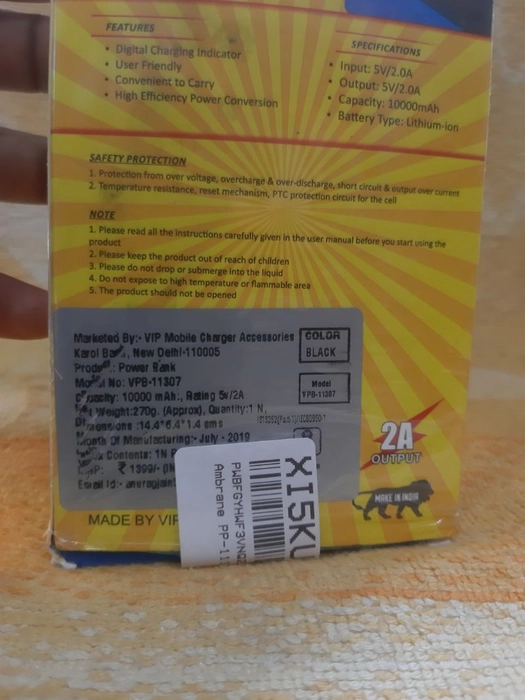 FEATURES
• Digital Charging Indicator
• User Friendly
• Convenient to Carry
• High Efficiency Power Conversion
SPECIFICATIONS
• Input: 5V/2.0A
• Output: 5V/2.0A
• Capacity: 10000mAh
• Battery Type: Lithium-ion
SAFETY PROTECTION
1. Protection from over voltage, overcharge & over-discharge, short circuit & output over current
2. Temperature resistance, reset mechanism, PTC protection circuit for the cell
NOTE
1. Please read all the instructions carefully given in the user manual before you start using the
product
2. Please keep the product out of reach of children
3. Please do not drop or submerge into the liquid
4. Do not expose to high temperature or flammable area
5. The product should not be opened
Marketed By:- VIP Mobile Charger Accessories
Karol , New Delhi-110005
: Power Bank
No: VPB-11307
10000 mAh:, Rating 5v/2A
Weight:270g. (Approx), Quantity:1 N,
:14.4*6.4*1.4 cms
Month Of Manufacturing:- July - 2019
Contents: 1N
₹ 1399/-
Id:-
COLOR
BLACK
Model
VPB-11307
2A
OUTPUT
MAKE IN INDIA
MADE BY VIP
XI5KU
Ambrane PP-11